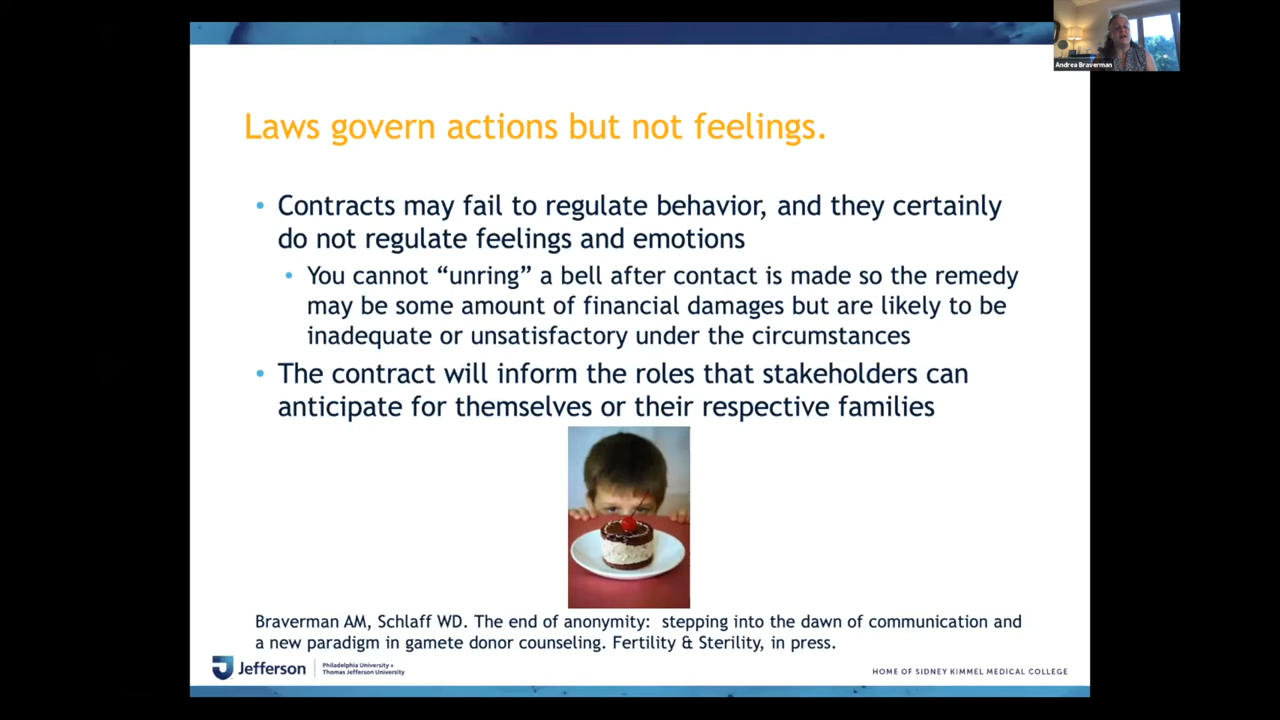 Andrea Braverman
Laws govern actions but not feelings.
• Contracts may fail to regulate behavior, and they certainly
do not regulate feelings and emotions
• You cannot “unring” a bell after contact is made so the remedy
may be some amount of financial damages but are likely to be
inadequate or unsatisfactory under the circumstances
• The contract will inform the roles that stakeholders can
anticipate for themselves or their respective families
Braverman AM, Schlaff WD. The end of anonymity: stepping into the dawn of communication and
a new paradigm in gamete donor counseling. Fertility & Sterility, in press.
Jefferson
Philadelphia University +
Thomas Jefferson University
HOME OF SIDNEY KIMMEL MEDICAL COLLEGE